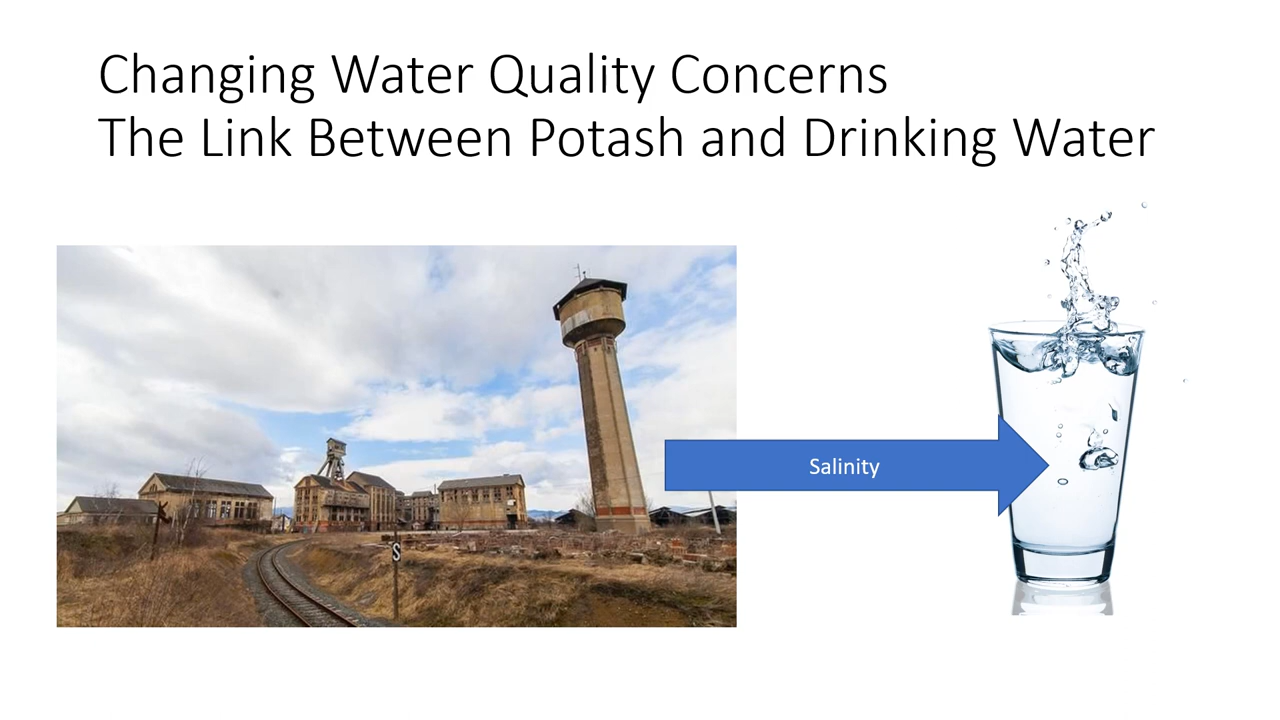 Changing Water Quality Concerns
The Link Between Potash and Drinking Water
Salinity
S